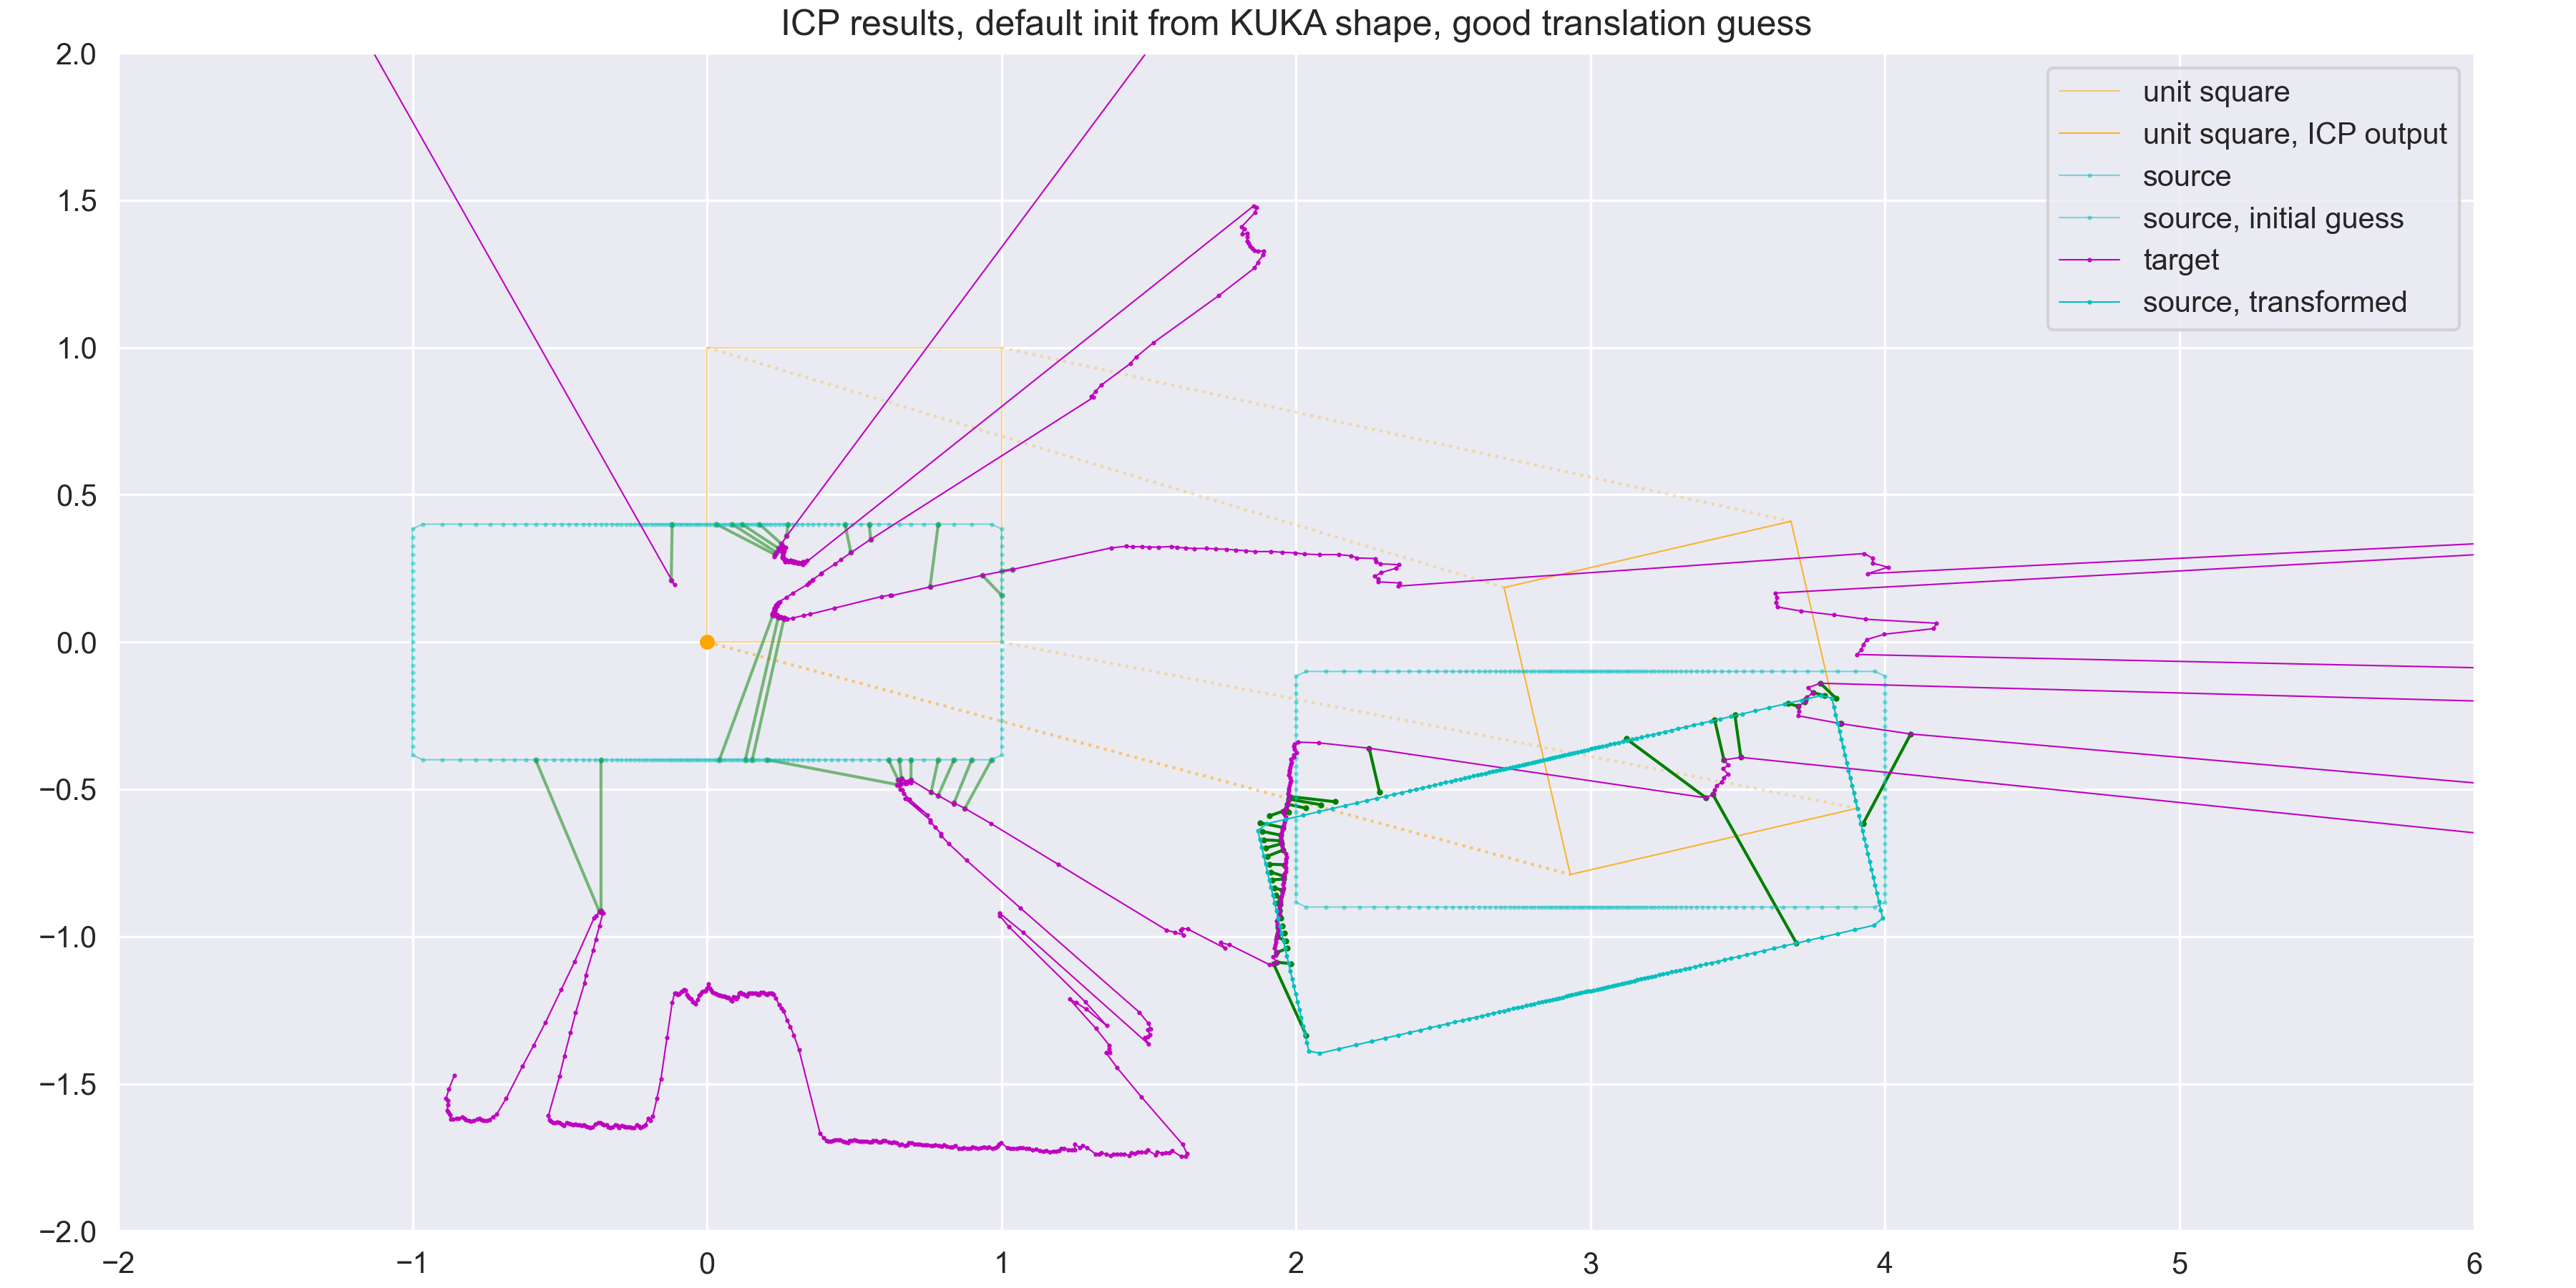 ICP results, default init from KUKA shape, good translation guess
2.0
1.5
1.0
0.5
0.0
−0.5
−1.0
−1.5
−2.0
−2 −1 0 1 2 3 4 5 6
unit square
unit square, ICP output
source
source, initial guess
target
source, transformed